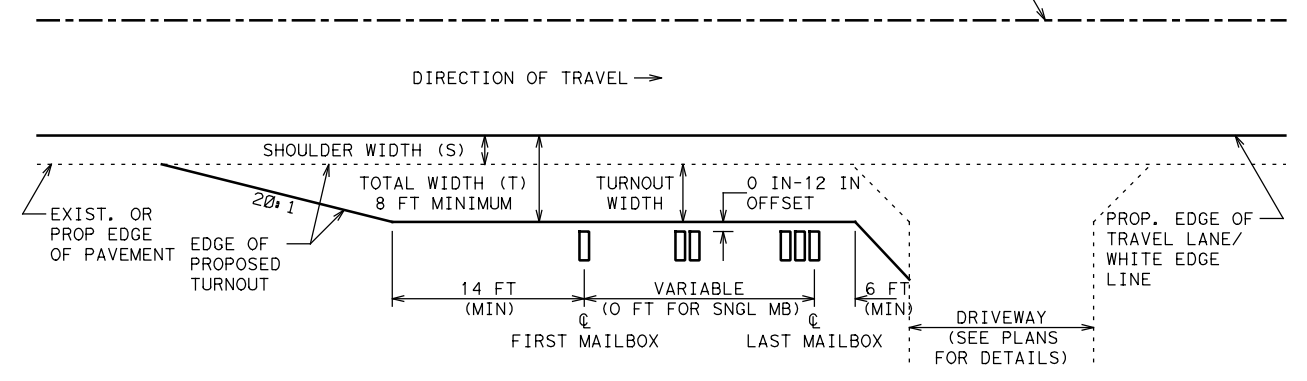 DIRECTION OF TRAVEL
SHOULDER WIDTH (S)
TOTAL WIDTH (T)
8 FT MINIMUM
TURNOUT
WIDTH
0 IN-12 IN
OFFSET
20:1
EXIST. OR
PROP EDGE
OF PAVEMENT
EDGE OF
PROPOSED
TURNOUT
PROP. EDGE OF
TRAVEL LANE/
WHITE EDGE
LINE
14 FT
(MIN)
VARIABLE
(0 FT FOR SNGL MB)
6 FT
(MIN)
℄
FIRST MAILBOX
℄
LAST MAILBOX
DRIVEWAY
(SEE PLANS
FOR DETAILS)